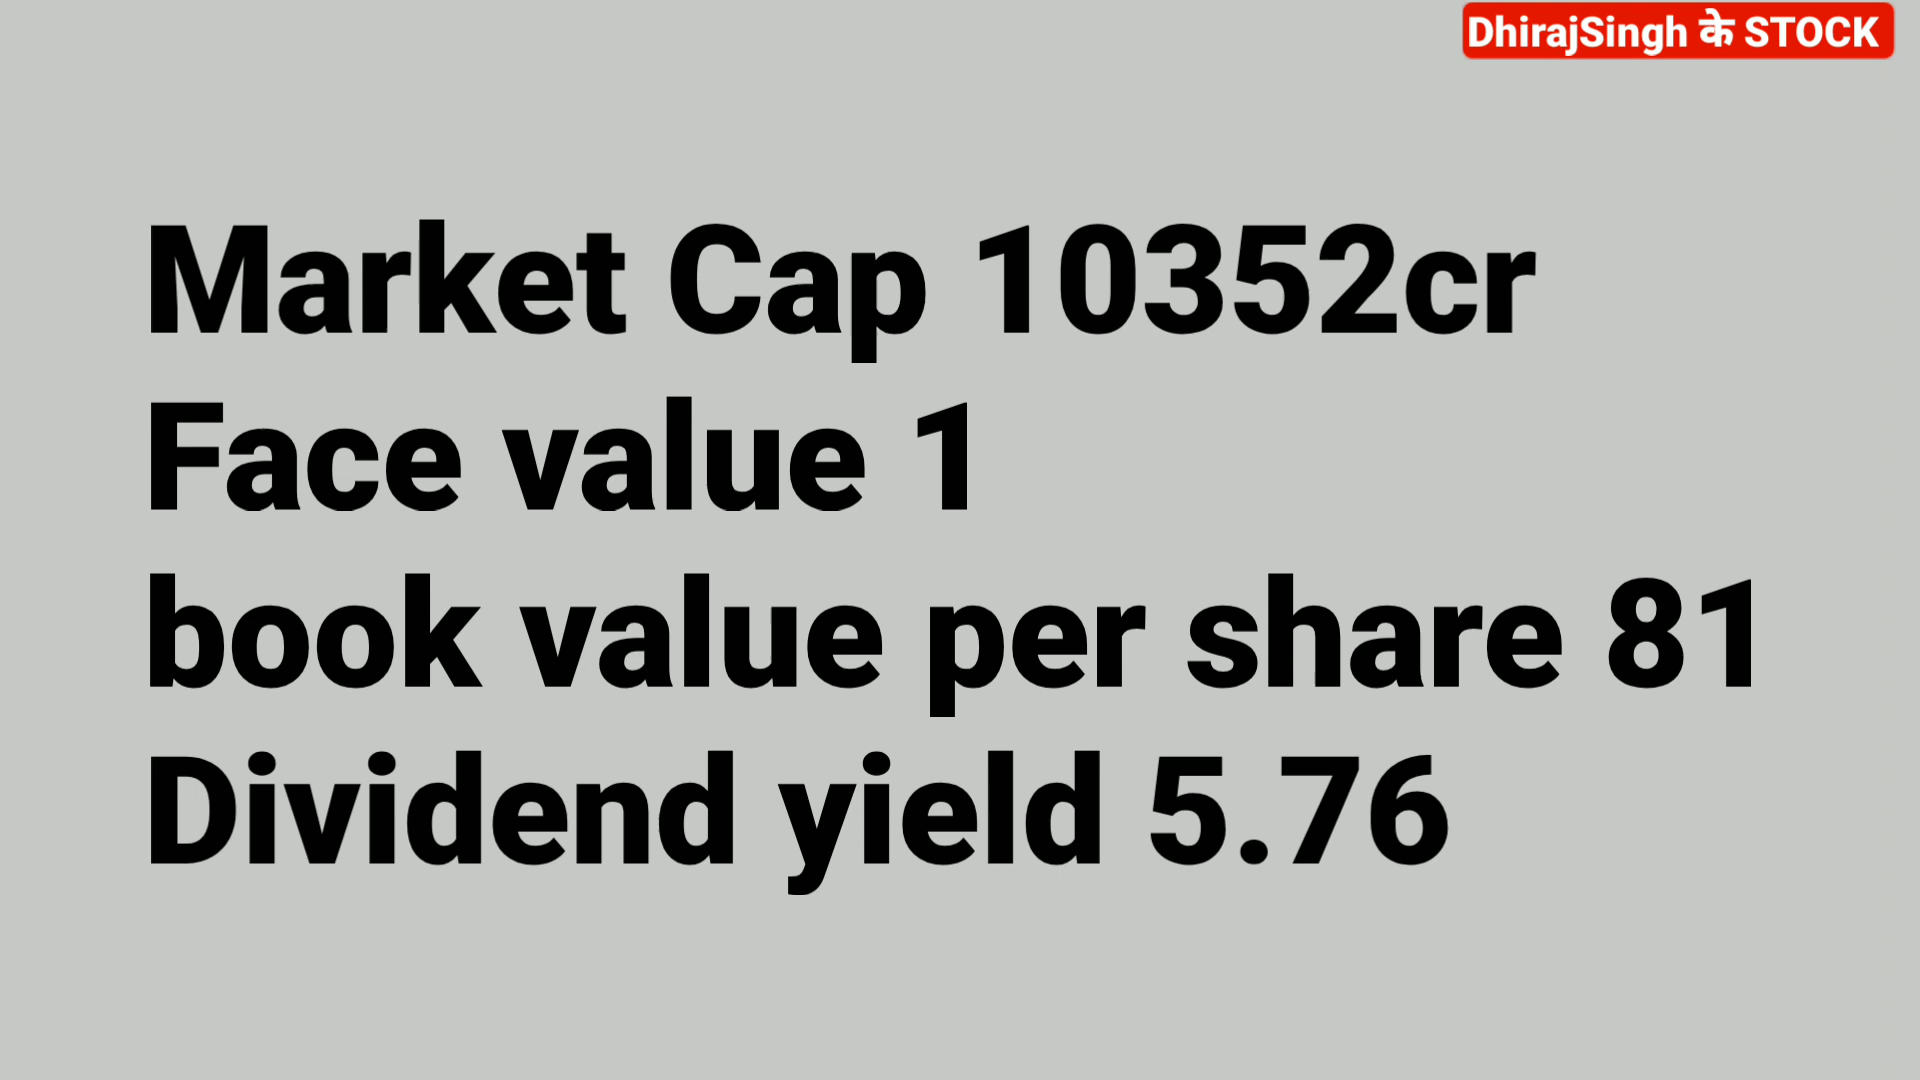 DhirajSingh के STOCK
Market Cap 10352cr
Face value 1
book value per share 81
Dividend yield 5.76